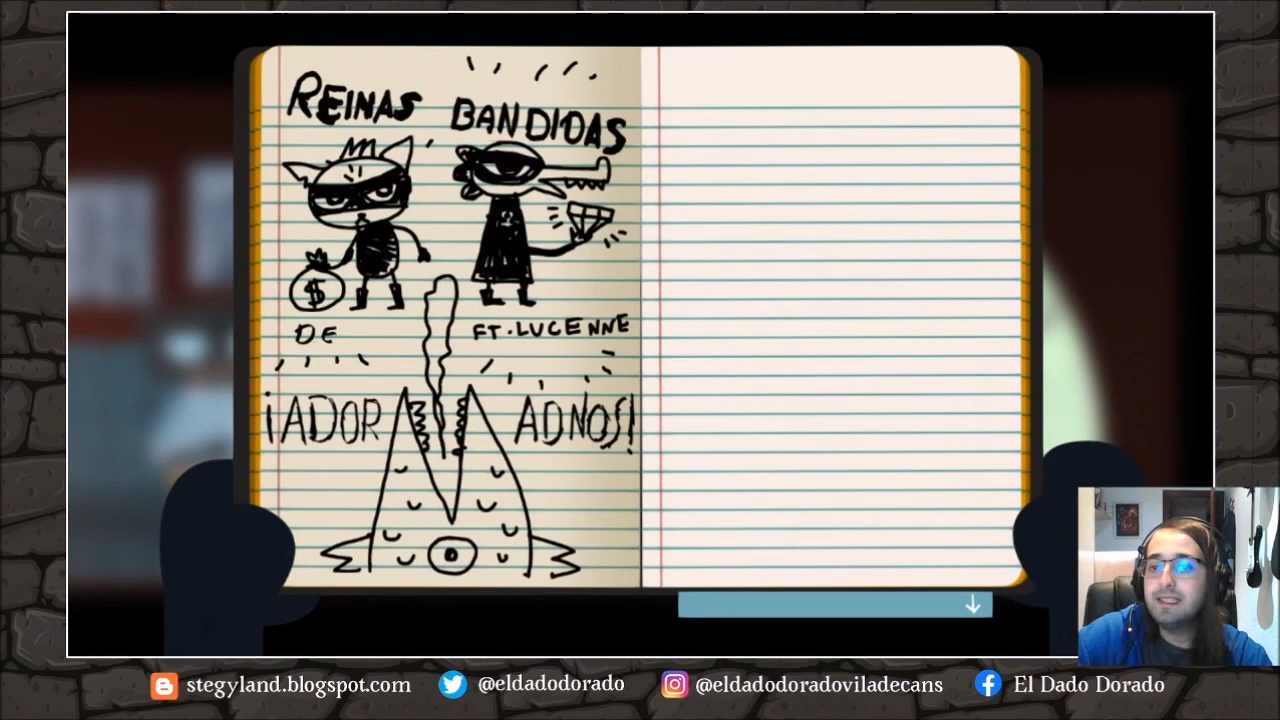 REINAS BANDIDAS
$
DE FT. LUCENNE
¡ADOR ADNOS!
stegyland.blogspot.com @eldadodorado @eldadodoradoviladecans El Dado Dorado